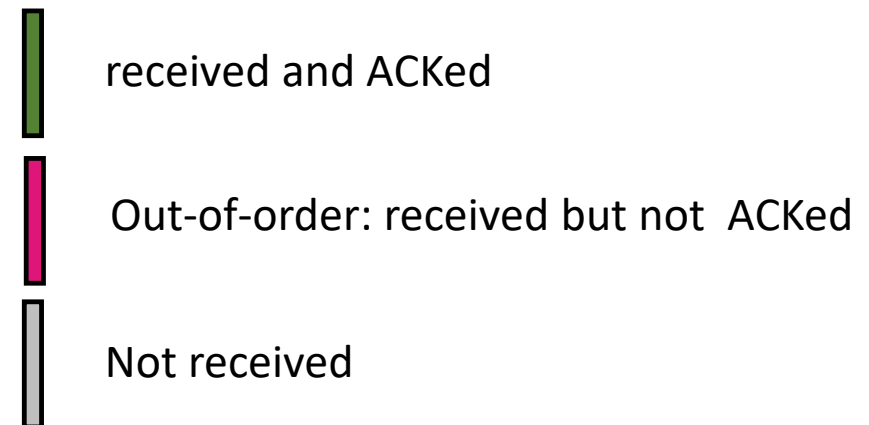 received and ACKed
Out-of-order: received but not ACKed
Not received